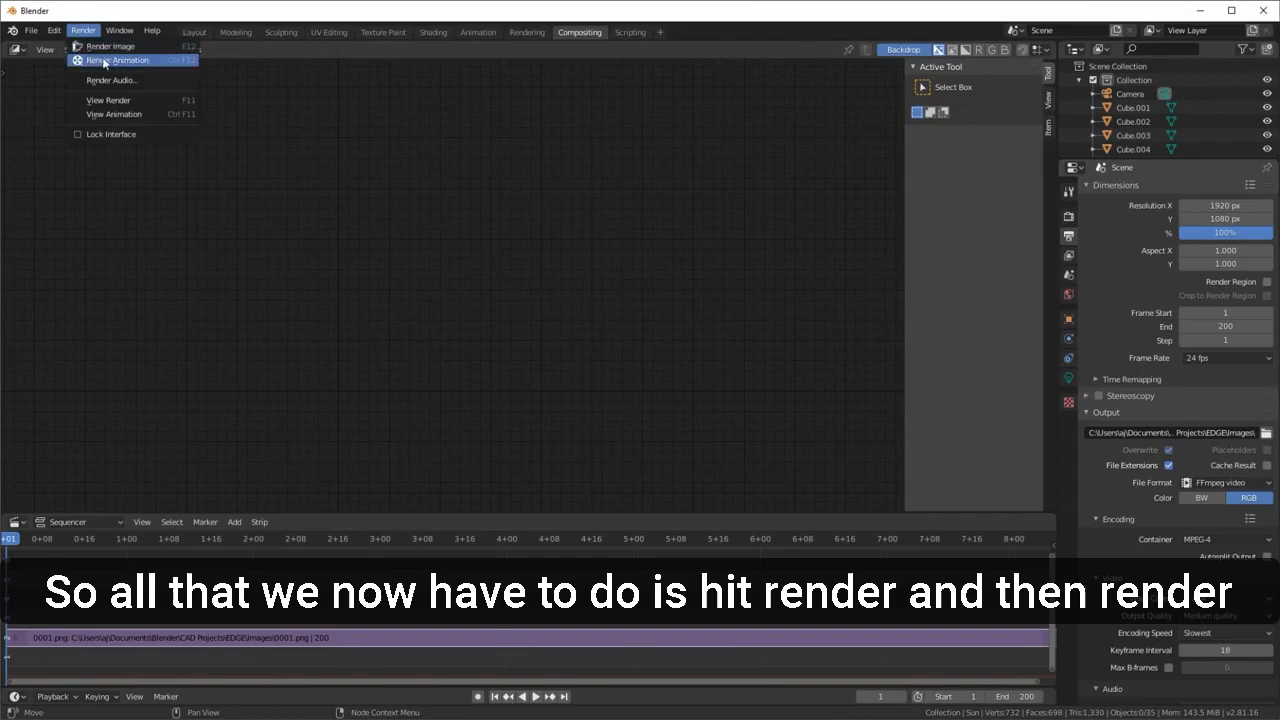 Blender
File Edit Render Window Help Layout Modeling Sculpting UV Editing Texture Paint Shading Animation Rendering Compositing Scripting + Scene View Layer
View Backdrop R G B
Render Image F12
Render Animation Ctrl F12
Render Audio...
View Render F11
View Animation Ctrl F11
Lock Interface
Active Tool
Select Box
Tool
View
Item
Scene Collection
Collection
Camera
Cube.001
Cube.002
Cube.003
Cube.004
Scene
Dimensions
Resolution X 1920 px
Y 1080 px
% 100%
Aspect X 1.000
Y 1.000
Render Region
Crop to Render Region
Frame Start 1
End 200
Step 1
Frame Rate 24 fps
Time Remapping
Stereoscopy
Output
C:\Users\aj\Documents\.. Projects\EDGE\Images\
Overwrite Placeholders
File Extensions Cache Result
File Format FFmpeg video
Color BW RGB
Encoding
Container MPEG-4
Autosplit Output
Output Quality Medium quality
Encoding Speed Slowest
Keyframe Interval 18
Max B-frames 0
Audio
Sequencer View Select Marker Add Strip
+01 0+08 0+16 1+00 1+08 1+16 2+00 2+08 2+16 3+00 3+08 3+16 4+00 4+08 4+16 5+00 5+08 5+16 6+00 6+08 6+16 7+00 7+08 7+16 8+00
So all that we now have to do is hit render and then render
0001.png: C:\Users\aj\Documents\Blender\CAD Projects\EDGE\Images\0001.png | 200
Playback Keying View Marker 1 Start 1 End 200
Move Pan View Node Context Menu Collection | Sun | Verts:732 | Faces:698 | Tris:1,330 | Objects:0/35 | Mem: 143.5 MiB | v2.81.16